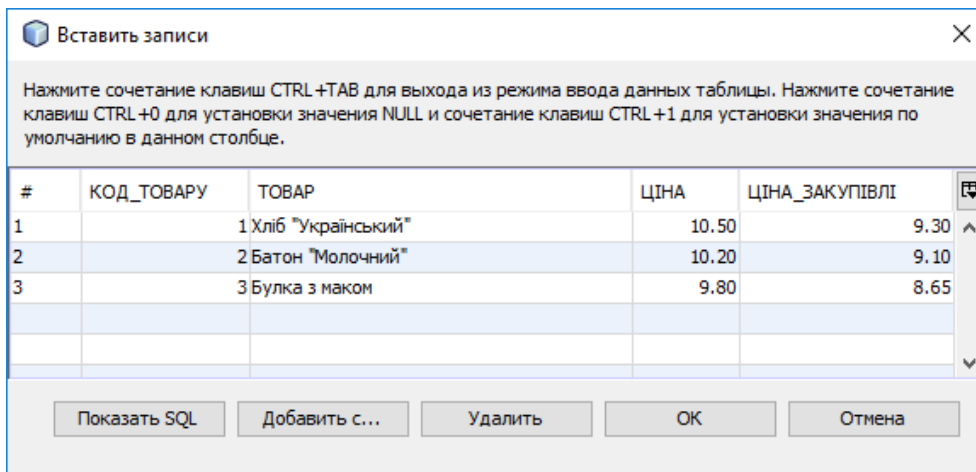 Вставить записи
Нажмите сочетание клавиш CTRL+TAB для выхода из режима ввода данных таблицы. Нажмите сочетание
клавиш CTRL+0 для установки значения NULL и сочетание клавиш CTRL+1 для установки значения по
умолчанию в данном столбце.
# КОД_ТОВАРУ ТОВАР ЦІНА ЦІНА_ЗАКУПІВЛІ
1 1 Хліб "Український" 10.50 9.30
2 2 Батон "Молочний" 10.20 9.10
3 3 Булка з маком 9.80 8.65
Показать SQL Добавить с... Удалить OK Отмена